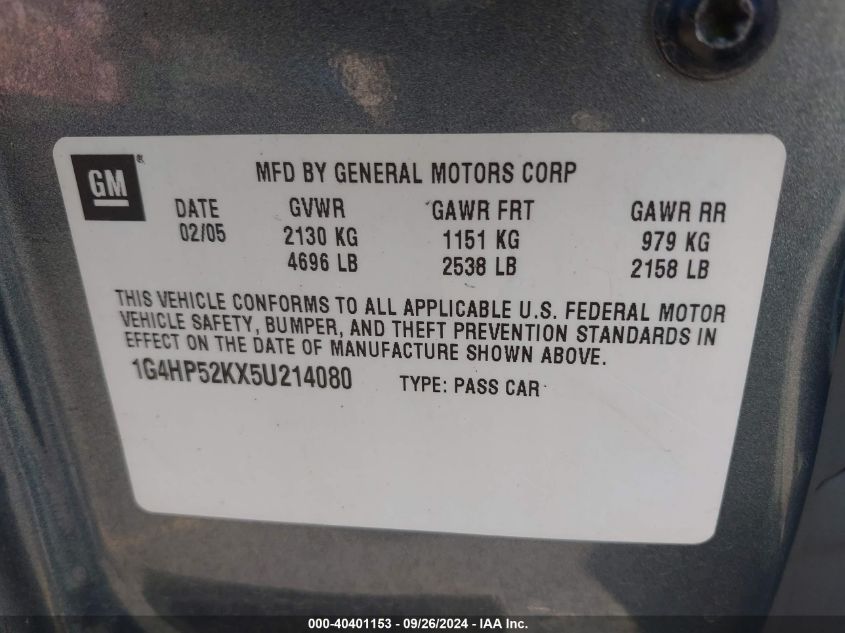 GM®
MFD BY GENERAL MOTORS CORP
DATE GVWR GAWR FRT GAWR RR
02/05 2130 KG 1151 KG 979 KG
4696 LB 2538 LB 2158 LB
THIS VEHICLE CONFORMS TO ALL APPLICABLE U.S. FEDERAL MOTOR
VEHICLE SAFETY, BUMPER, AND THEFT PREVENTION STANDARDS IN
EFFECT ON THE DATE OF MANUFACTURE SHOWN ABOVE.
1G4HP52KX5U214080 TYPE: PASS CAR
000-40401153 - 09/26/2024 - IAA Inc.